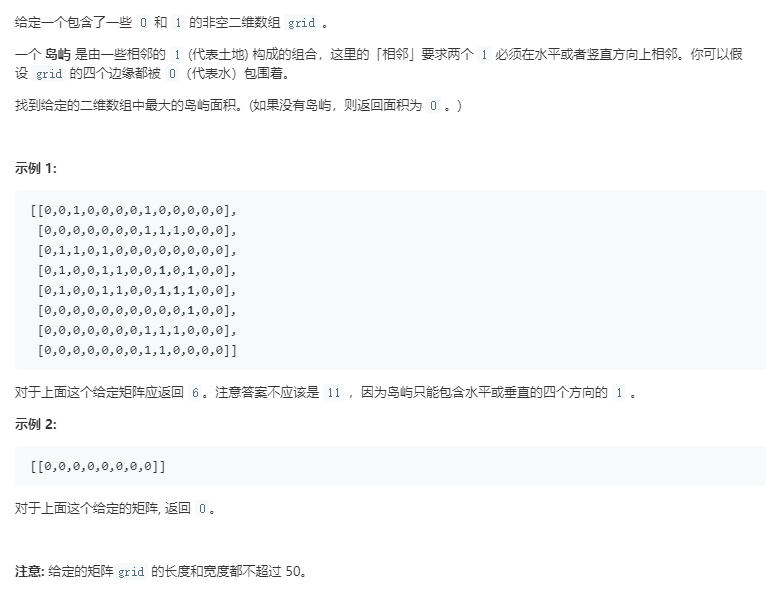 给定一个包含了一些 0 和 1 的非空二维数组 grid 。
一个 岛屿 是由一些相邻的 1 (代表土地) 构成的组合，这里的「相邻」要求两个 1 必须在水平或者竖直方向上相邻。你可以假
设 grid 的四个边缘都被 0 （代表水）包围着。
找到给定的二维数组中最大的岛屿面积。(如果没有岛屿，则返回面积为 0 。)
示例 1:
[[0,0,1,0,0,0,0,1,0,0,0,0,0],
[0,0,0,0,0,0,0,1,1,1,0,0,0],
[0,1,1,0,1,0,0,0,0,0,0,0,0],
[0,1,0,0,1,1,0,0,1,0,1,0,0],
[0,1,0,0,1,1,0,0,1,1,1,0,0],
[0,0,0,0,0,0,0,0,0,0,1,0,0],
[0,0,0,0,0,0,0,1,1,1,0,0,0],
[0,0,0,0,0,0,0,1,1,0,0,0,0]]
对于上面这个给定矩阵应返回 6 。注意答案不应该是 11 ，因为岛屿只能包含水平或垂直的四个方向的 1 。
示例 2:
[[0,0,0,0,0,0,0,0]]
对于上面这个给定的矩阵, 返回 0 。
注意: 给定的矩阵 grid 的长度和宽度都不超过 50。